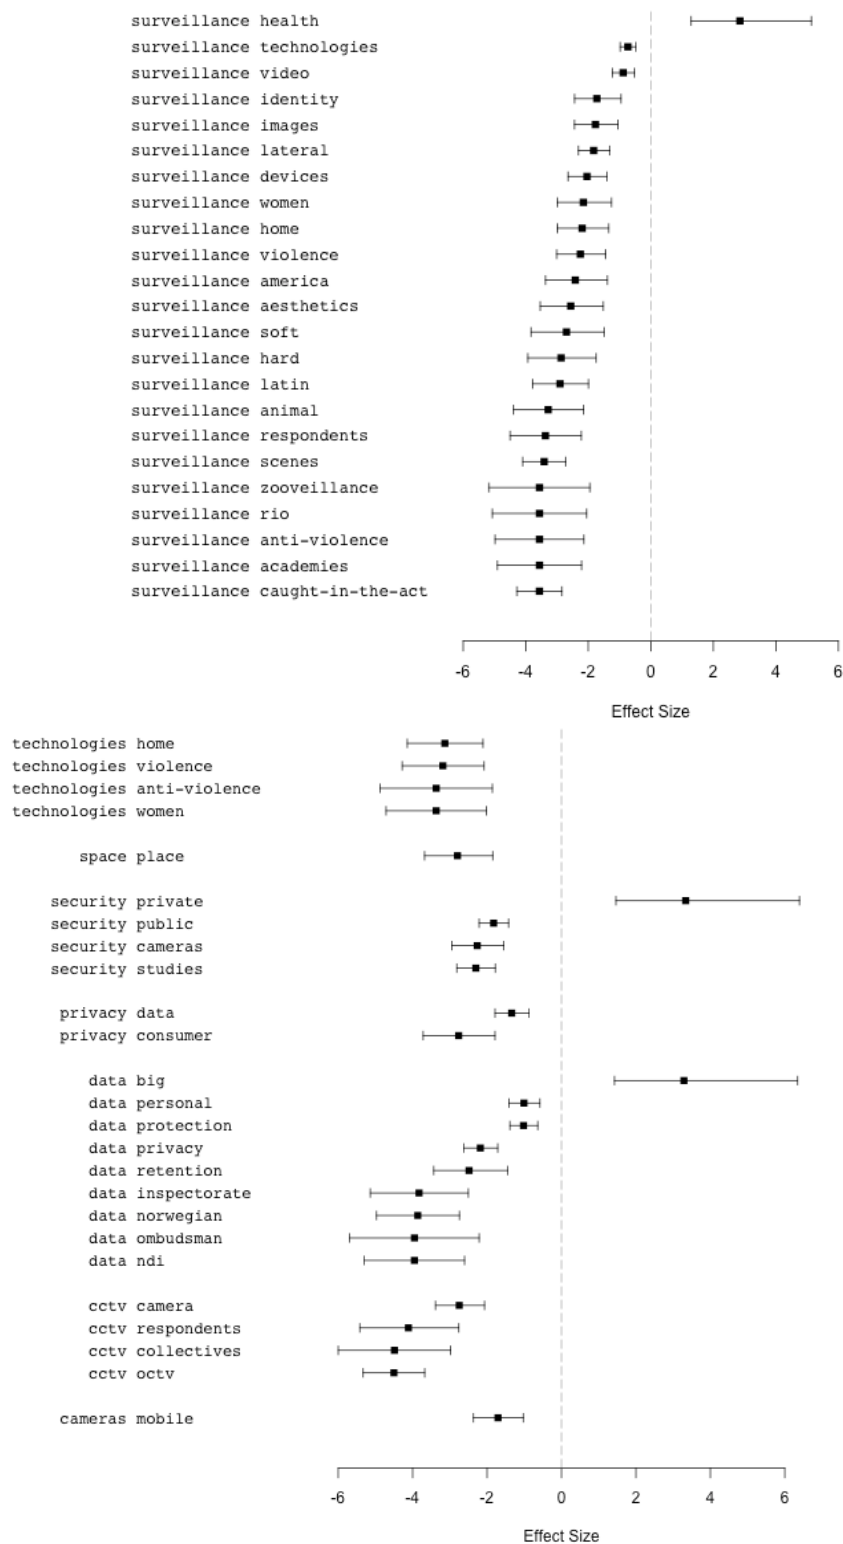 surveillance health
surveillance technologies
surveillance video
surveillance identity
surveillance images
surveillance lateral
surveillance devices
surveillance women
surveillance home
surveillance violence
surveillance america
surveillance aesthetics
surveillance soft
surveillance hard
surveillance latin
surveillance animal
surveillance respondents
surveillance scenes
surveillance zooveillance
surveillance rio
surveillance anti-violence
surveillance academies
surveillance caught-in-the-act
-6 -4 -2 0 2 4 6
Effect Size
technologies home
technologies violence
technologies anti-violence
technologies women
space place
security private
security public
security cameras
security studies
privacy data
privacy consumer
data big
data personal
data protection
data privacy
data retention
data inspectorate
data norwegian
data ombudsman
data ndi
cctv camera
cctv respondents
cctv collectives
cctv octv
cameras mobile
-6 -4 -2 0 2 4 6
Effect Size